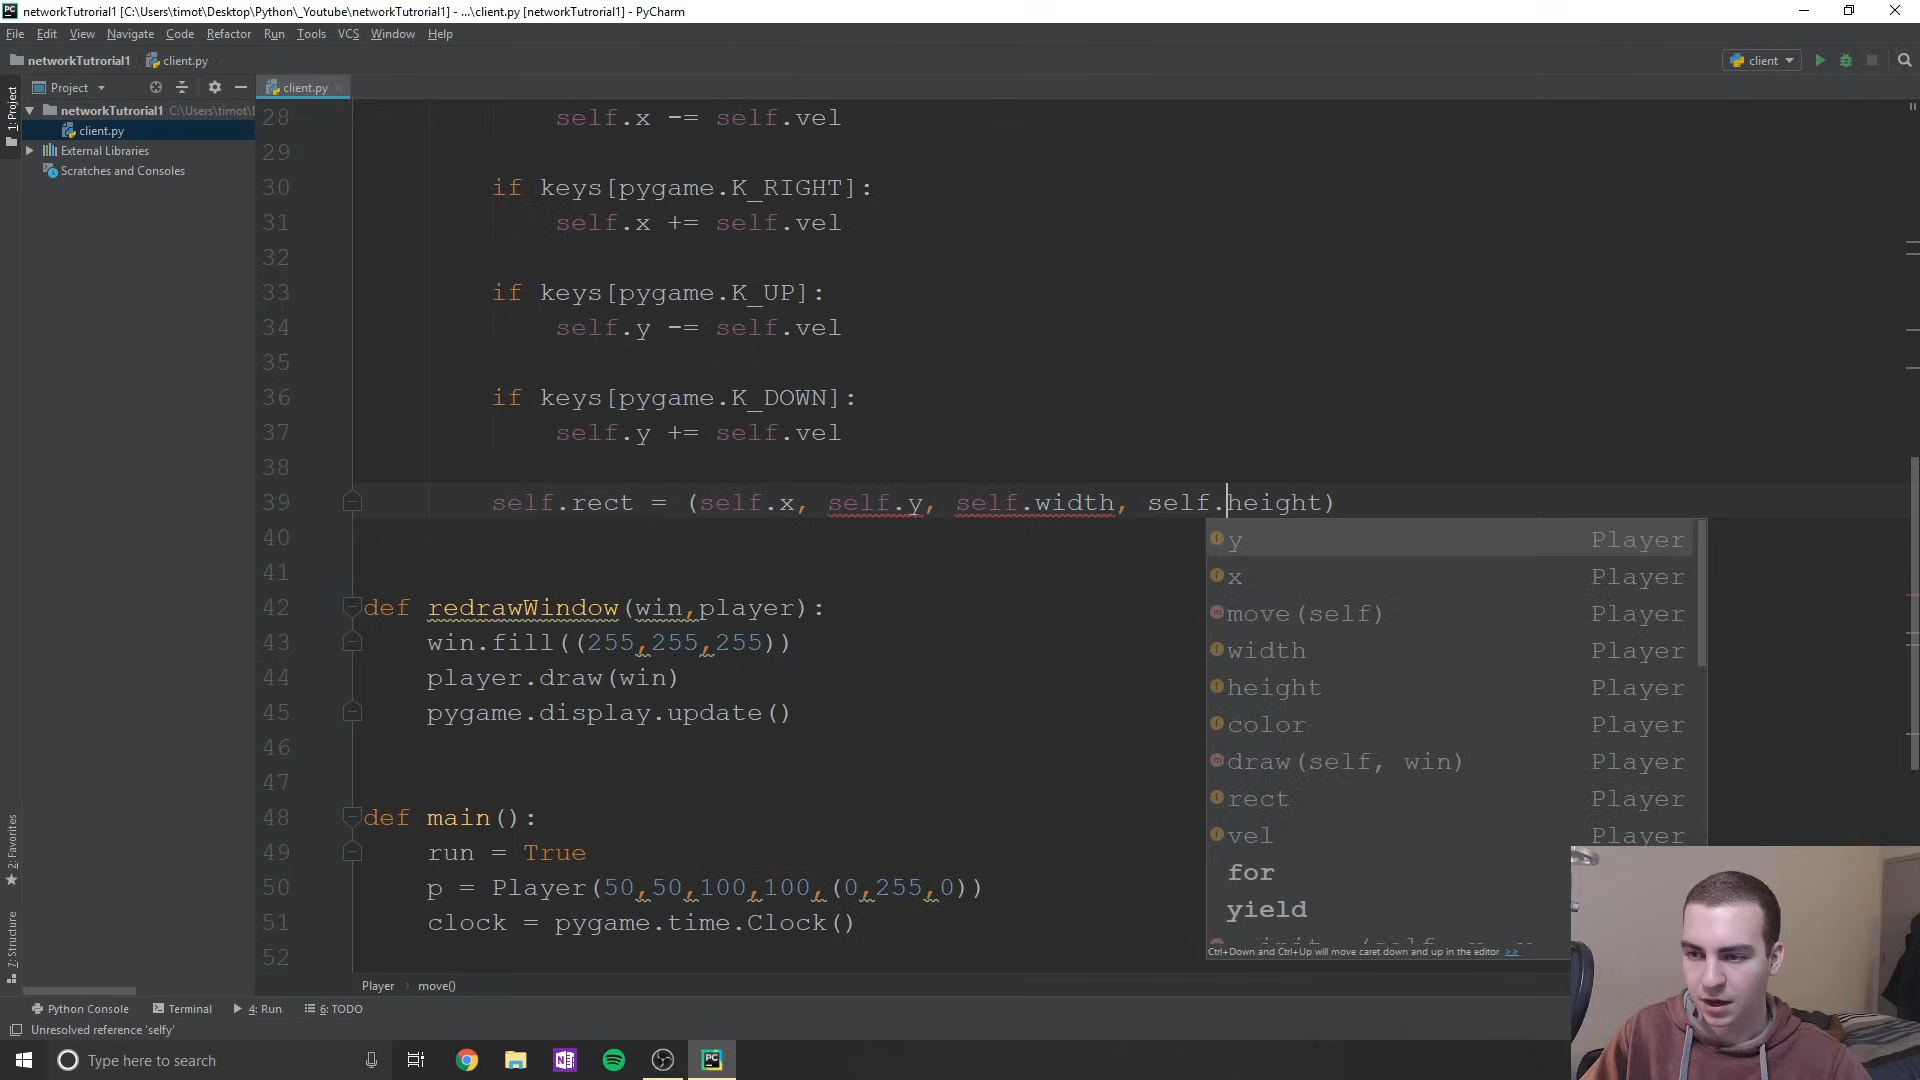 networkTutrorial1 [C:\Users\timot\Desktop\Python\_Youtube\networkTutrorial1] - ...\client.py [networkTutrorial1] - PyCharm
File Edit View Navigate Code Refactor Run Tools VCS Window Help
networkTutrorial1 client.py client
Project client.py
networkTutrorial1 C:\Users\timot\
client.py
External Libraries
Scratches and Consoles
1: Project
2: Favorites
7: Structure
28 self.x -= self.vel
29
30 if keys[pygame.K_RIGHT]:
31 self.x += self.vel
32
33 if keys[pygame.K_UP]:
34 self.y -= self.vel
35
36 if keys[pygame.K_DOWN]:
37 self.y += self.vel
38
39 self.rect = (self.x, self.y, self.width, self.height)
40
41
42 def redrawWindow(win,player):
43 win.fill((255,255,255))
44 player.draw(win)
45 pygame.display.update()
46
47
48 def main():
49 run = True
50 p = Player(50,50,100,100,(0,255,0))
51 clock = pygame.time.Clock()
52
y Player
x Player
move(self) Player
width Player
height Player
color Player
draw(self, win) Player
rect Player
vel Player
for
yield
Ctrl+Down and Ctrl+Up will move caret down and up in the editor >>
Player move()
Python Console Terminal 4: Run 6: TODO
Unresolved reference 'selfy'
Type here to search